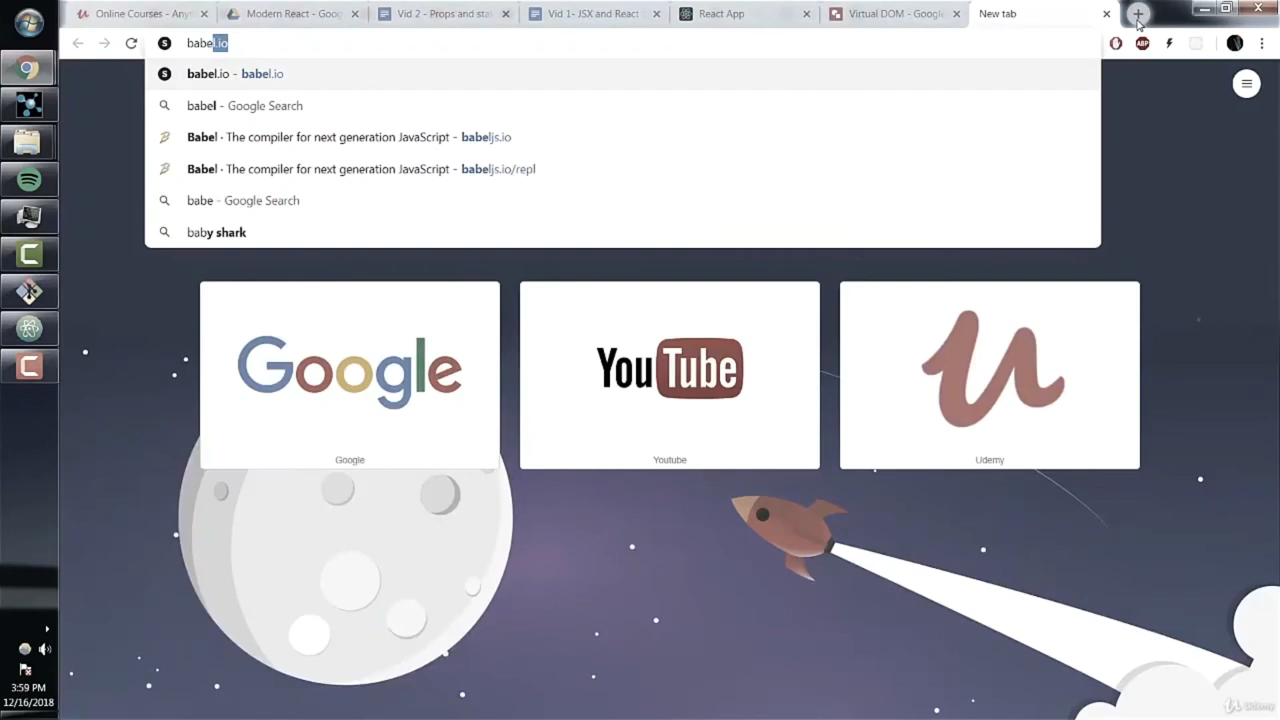 Online Courses - Any
Modern React - Goo
Vid 2 - Props and sta
Vid 1- JSX and React
React App
Virtual DOM - Google
New tab
babel.io
ABP
babel.io - babel.io
babel - Google Search
Babel · The compiler for next generation JavaScript - babeljs.io
Babel · The compiler for next generation JavaScript - babeljs.io/repl
babe - Google Search
baby shark
Google
YouTube
Google
Youtube
Udemy
3:59 PM
12/16/2018
Udemy